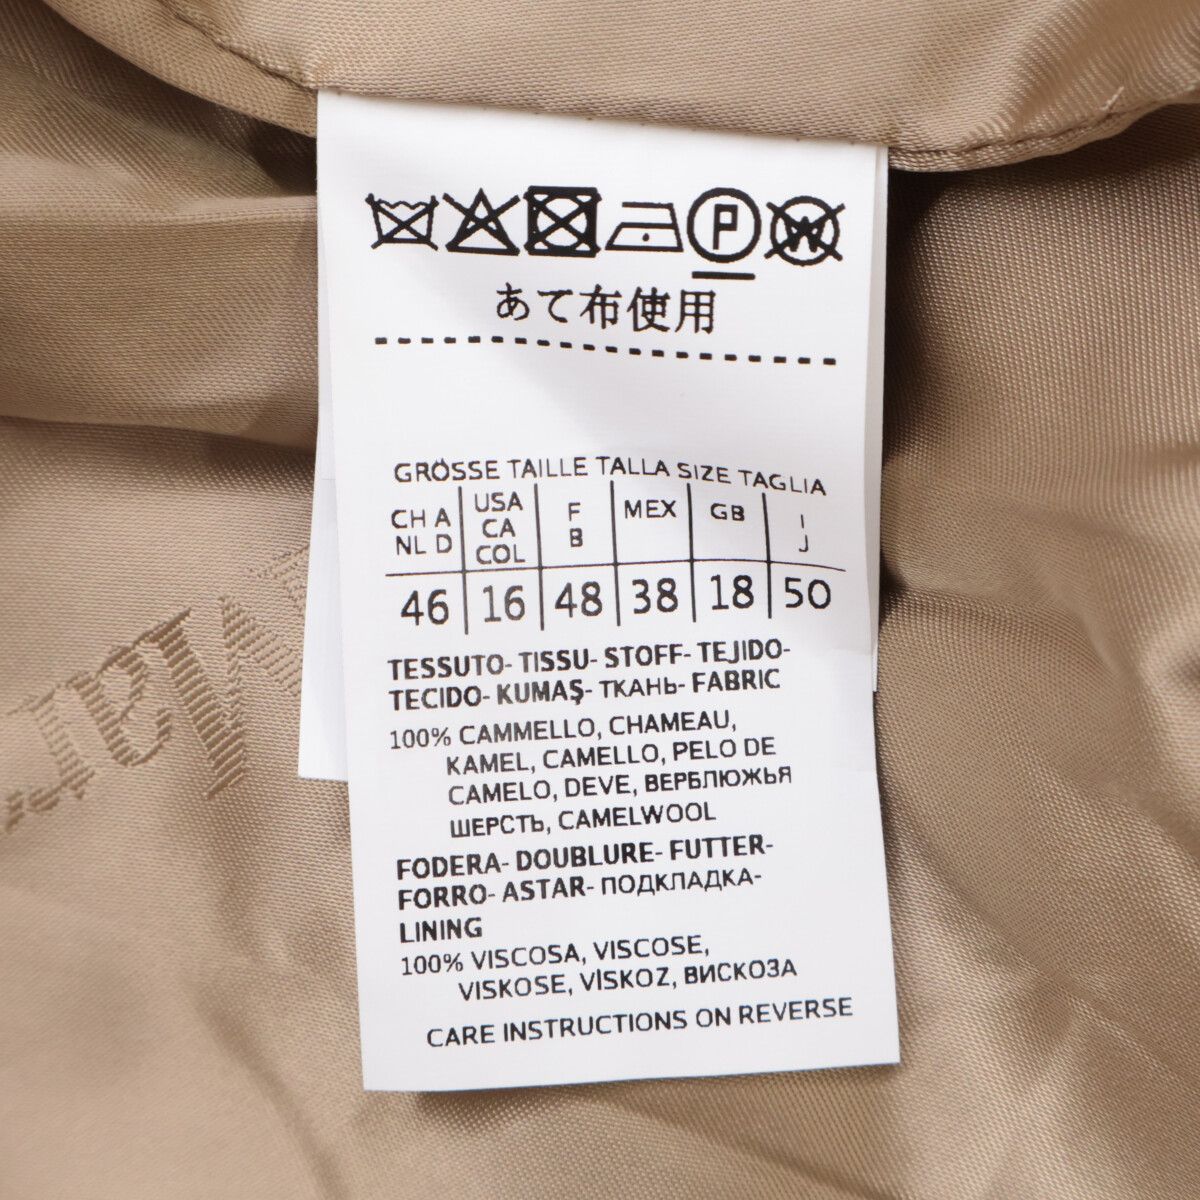 P W
あて布使用
GRÖSSE TAILLE TALLA SIZE TAGLIA
CH A NL D USA CA COL F B MEX GB I J
46 16 48 38 18 50
TESSUTO- TISSU- STOFF- TEJIDO-
TECIDO- KUMAŞ- ТКАНЬ- FABRIC
100% CAMMELLO, CHAMEAU,
KAMEL, CAMELLO, PELO DE
CAMELO, DEVE, ВЕРБЛЮЖЬЯ
ШЕРСТЬ, CAMELWOOL
FODERA- DOUBLURE- FUTTER-
FORRO- ASTAR- ПОДКЛАДКА-
LINING
100% VISCOSA, VISCOSE,
VISKOSE, VİSKOZ, ВИСКОЗА
CARE INSTRUCTIONS ON REVERSE